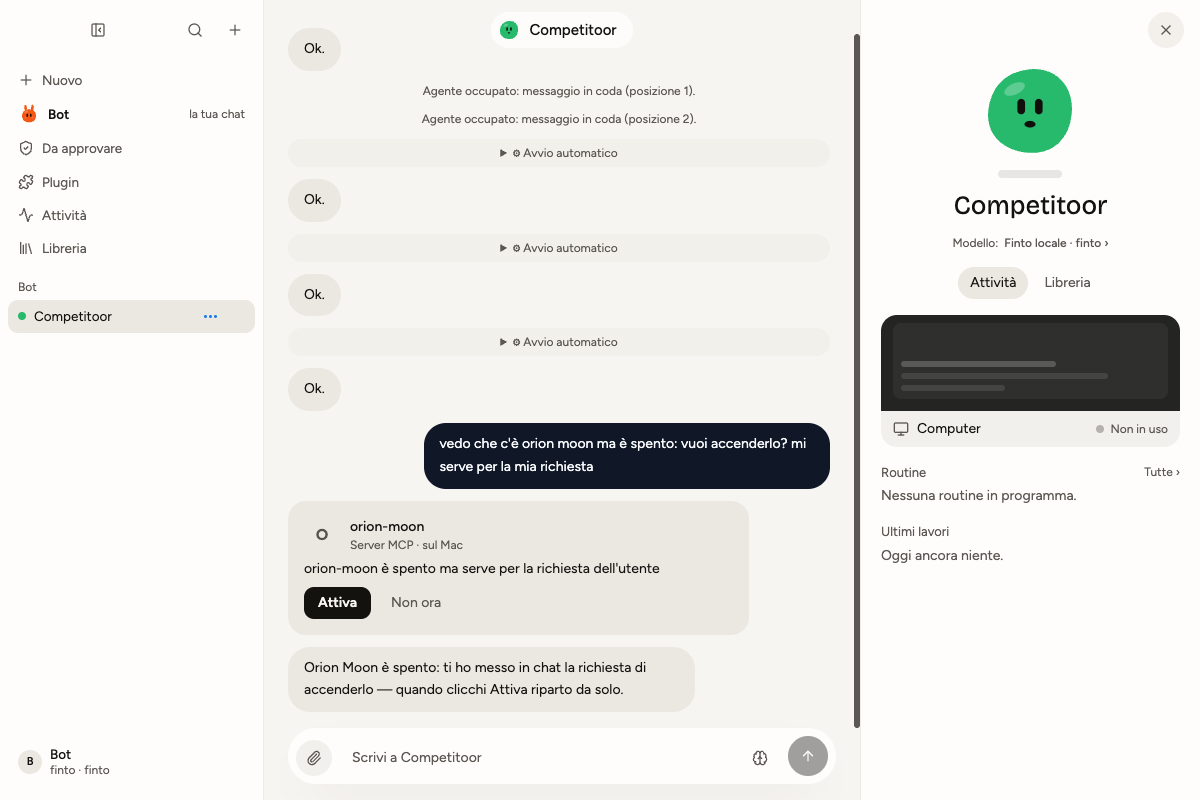 Nuovo
Bot
la tua chat
Da approvare
Plugin
Attività
Libreria
Bot
Competitoor
B
Bot
finto · finto
Competitoor
Ok.
Agente occupato: messaggio in coda (posizione 1).
Agente occupato: messaggio in coda (posizione 2).
▶ ⚙ Avvio automatico
Ok.
▶ ⚙ Avvio automatico
Ok.
▶ ⚙ Avvio automatico
Ok.
vedo che c'è orion moon ma è spento: vuoi accenderlo? mi
serve per la mia richiesta
O
orion-moon
Server MCP · sul Mac
orion-moon è spento ma serve per la richiesta dell'utente
Attiva
Non ora
Orion Moon è spento: ti ho messo in chat la richiesta di
accenderlo — quando clicchi Attiva riparto da solo.
Scrivi a Competitoor
Competitoor
Modello: Finto locale · finto ›
Attività
Libreria
Computer
Non in uso
Routine
Tutte ›
Nessuna routine in programma.
Ultimi lavori
Oggi ancora niente.